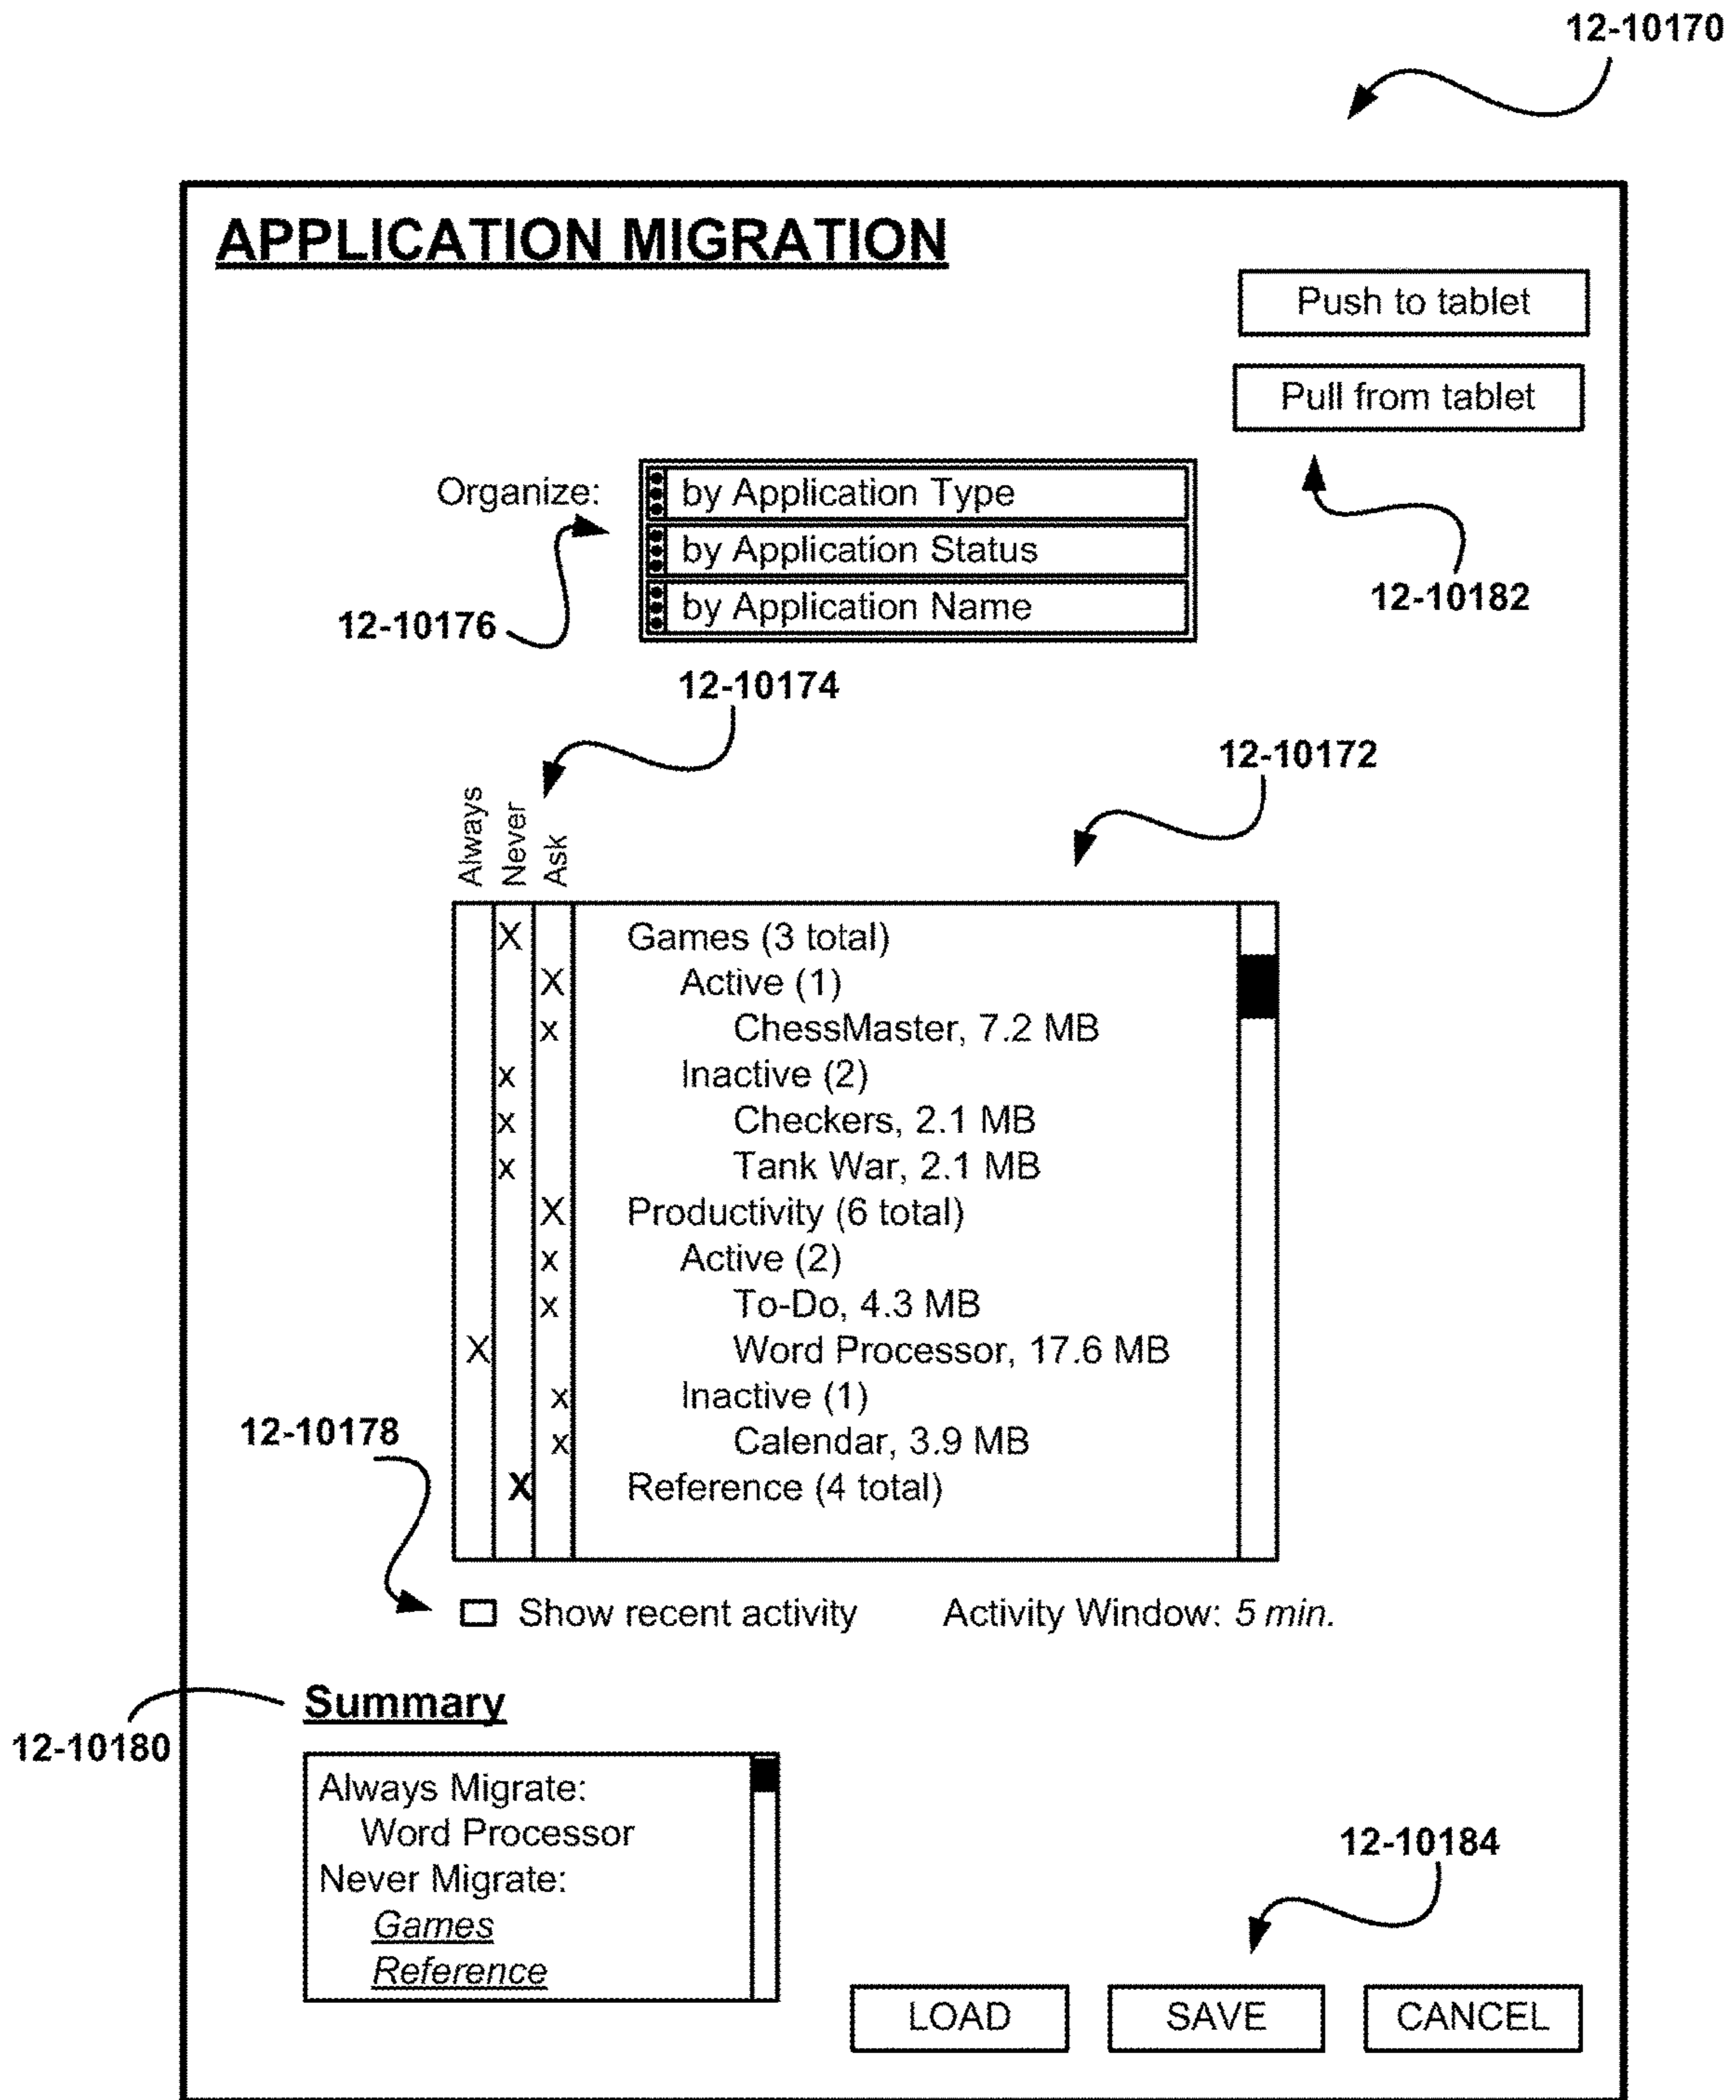 12-10170
APPLICATION MIGRATION
Push to tablet
Pull from tablet
12-10182
Organize:
by Application Type
by Application Status
by Application Name
12-10176
12-10174
12-10172
Always
Never
Ask
X Games (3 total)
X Active (1)
x ChessMaster, 7.2 MB
x Inactive (2)
x Checkers, 2.1 MB
x Tank War, 2.1 MB
X Productivity (6 total)
x Active (2)
x To-Do, 4.3 MB
X Word Processor, 17.6 MB
x Inactive (1)
x Calendar, 3.9 MB
X Reference (4 total)
12-10178
Show recent activity Activity Window: 5 min.
Summary
12-10180
Always Migrate:
Word Processor
Never Migrate:
Games
Reference
12-10184
LOAD SAVE CANCEL